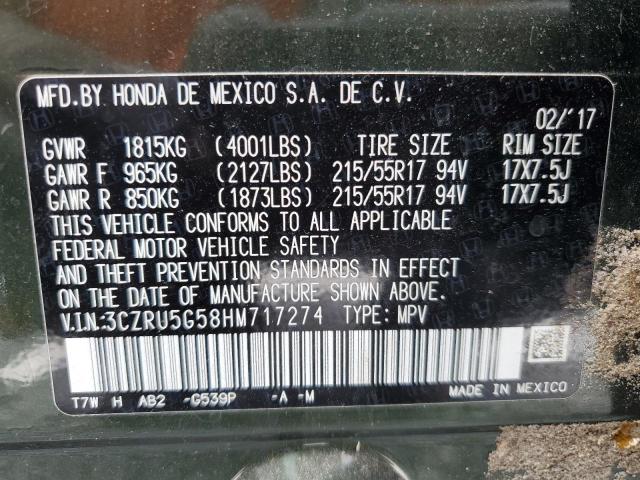 MFD.BY HONDA DE MEXICO S.A. DE C.V.
02/'17
GVWR 1815KG (4001LBS) TIRE SIZE RIM SIZE
GAWR F 965KG (2127LBS) 215/55R17 94V 17X7.5J
GAWR R 850KG (1873LBS) 215/55R17 94V 17X7.5J
THIS VEHICLE CONFORMS TO ALL APPLICABLE
FEDERAL MOTOR VEHICLE SAFETY
AND THEFT PREVENTION STANDARDS IN EFFECT
ON THE DATE OF MANUFACTURE SHOWN ABOVE.
V.I.N:3CZRU5G58HM717274 TYPE: MPV
T7W H AB2 -G539P -A -M
MADE IN MEXICO